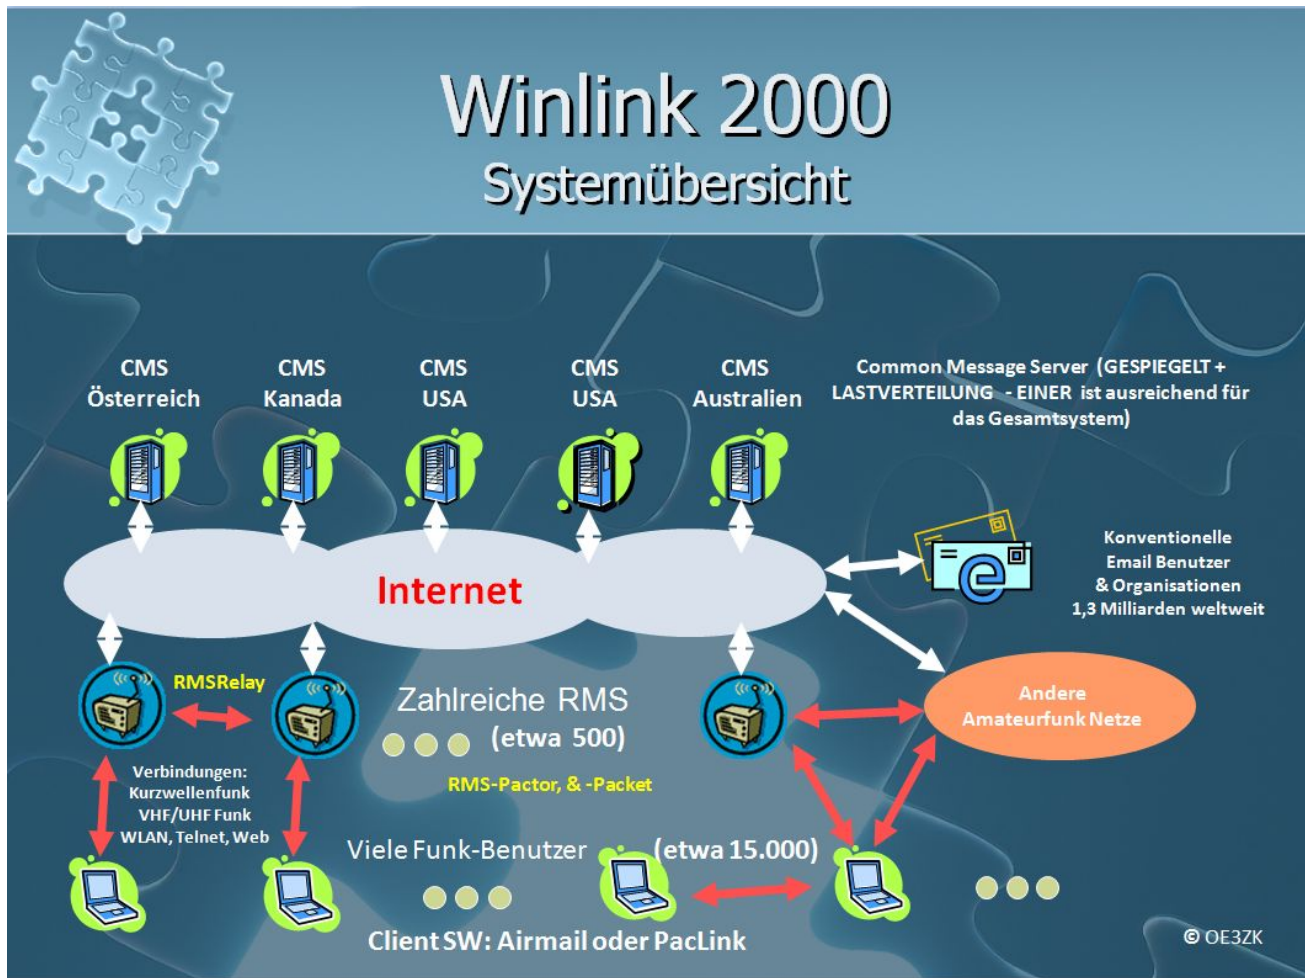 Winlink 2000
Systemübersicht
CMS
Österreich
CMS
Kanada
CMS
USA
CMS
USA
CMS
Australien
Common Message Server (GESPIEGELT +
LASTVERTEILUNG - EINER ist ausreichend für
das Gesamtsystem)
Internet
e
Konventionelle
Email Benutzer
& Organisationen
1,3 Milliarden weltweit
RMSRelay
Zahlreiche RMS
(etwa 500)
RMS-Pactor, & -Packet
Andere
Amateurfunk Netze
Verbindungen:
Kurzwellenfunk
VHF/UHF Funk
WLAN, Telnet, Web
Viele Funk-Benutzer (etwa 15.000)
Client SW: Airmail oder PacLink
© OE3ZK